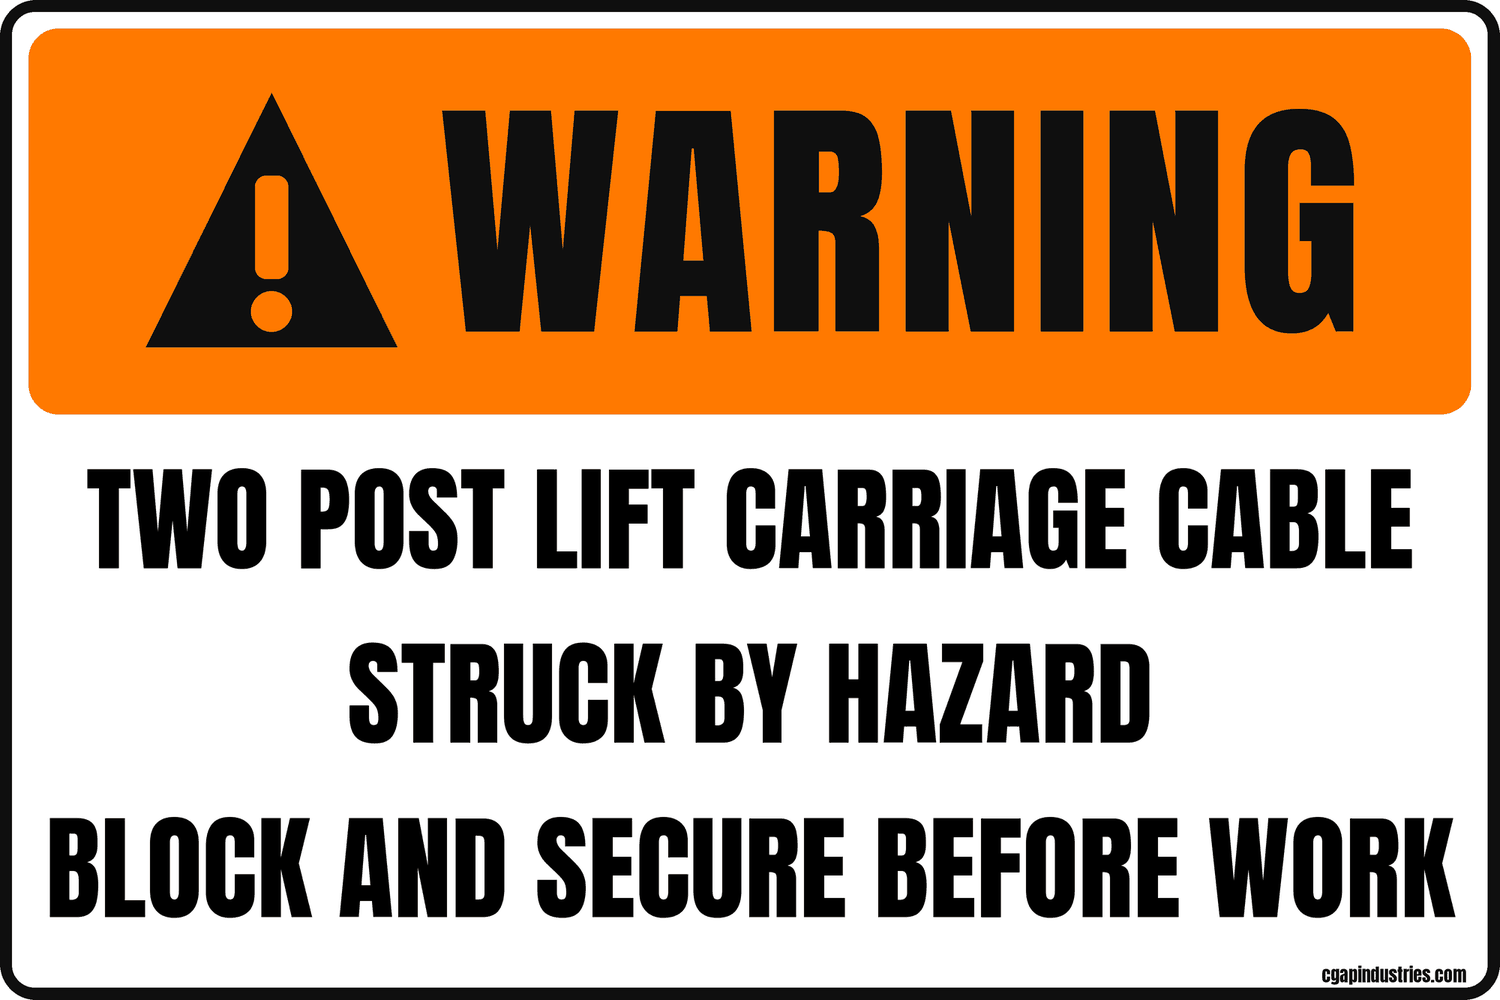 WARNING
TWO POST LIFT CARRIAGE CABLE
STRUCK BY HAZARD
BLOCK AND SECURE BEFORE WORK
cgapindustries.com